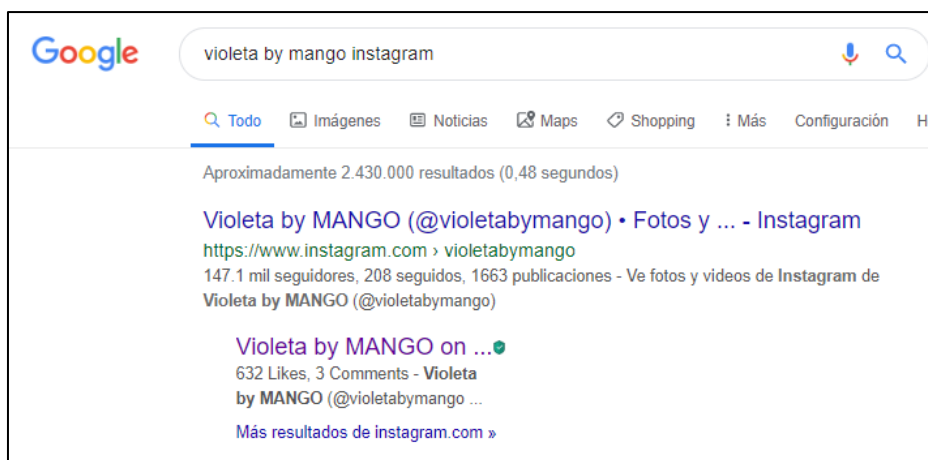 Google
violeta by mango instagram
Todo Imágenes Noticias Maps Shopping Más Configuración H
Aproximadamente 2.430.000 resultados (0,48 segundos)
Violeta by MANGO (@violetabymango) • Fotos y ... - Instagram
https://www.instagram.com › violetabymango
147.1 mil seguidores, 208 seguidos, 1663 publicaciones - Ve fotos y videos de Instagram de
Violeta by MANGO (@violetabymango)
Violeta by MANGO on ...
632 Likes, 3 Comments - Violeta
by MANGO (@violetabymango ...
Más resultados de instagram.com »